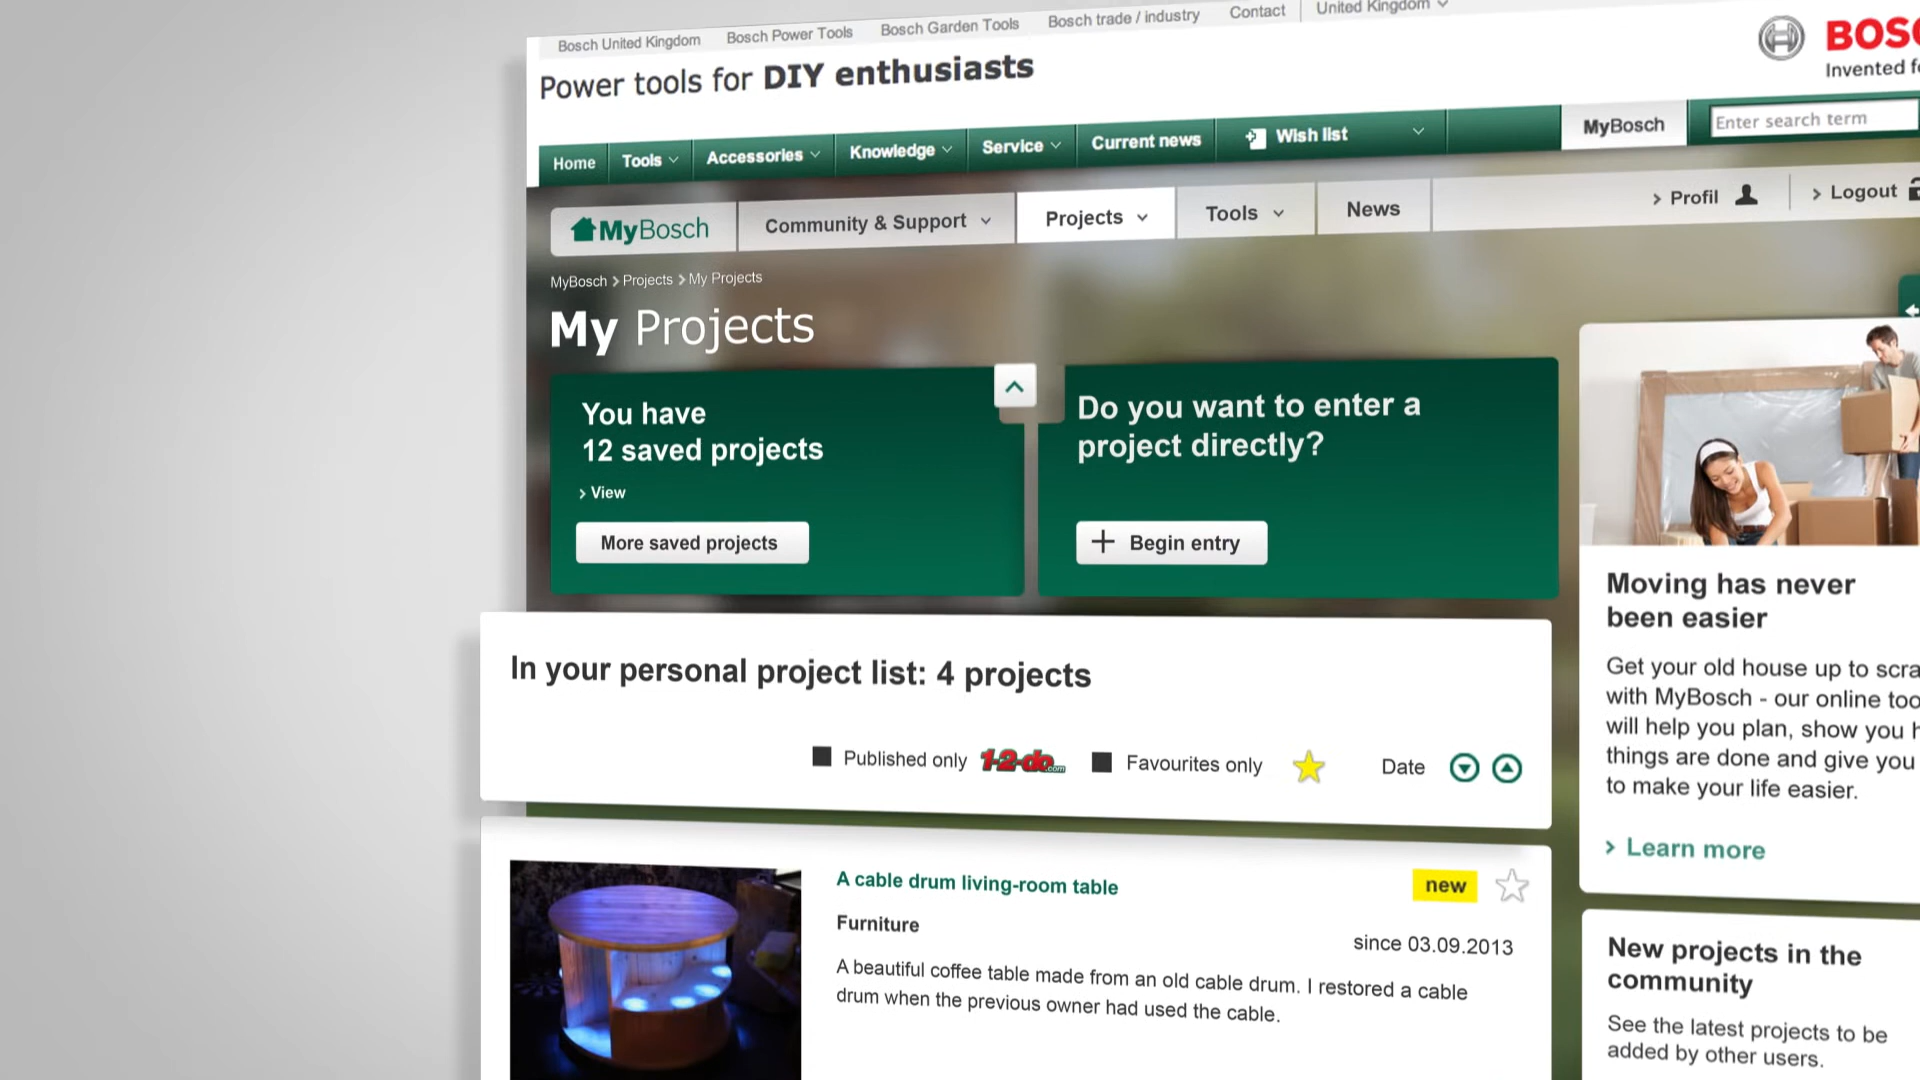 Bosch United Kingdom Bosch Power Tools Bosch Garden Tools Bosch trade / industry Contact United Kingdom
Power tools for DIY enthusiasts
Invented
Home Tools Accessories Knowledge Service Current news Wish list MyBosch Enter search term
MyBosch Community & Support Projects Tools News Profil Logout
MyBosch > Projects > My Projects
My Projects
You have
12 saved projects
> View
More saved projects
Do you want to enter a
project directly?
+ Begin entry
In your personal project list: 4 projects
Published only 1-2-do.com Favourites only Date
A cable drum living-room table
new
Furniture
since 03.09.2013
A beautiful coffee table made from an old cable drum. I restored a cable
drum when the previous owner had used the cable.
Moving has never
been easier
Get your old house up to
with MyBosch - our online
will help you plan, show you
things are done and give you
to make your life easier.
> Learn more
New projects in the
community
See the latest projects to be
added by other users.